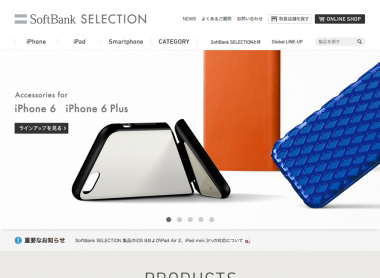 SoftBank SELECTION
NEWS よくあるご質問 お問い合わせ 取扱店舗を探す ONLINE SHOP
iPhone iPad Smartphone CATEGORY SoftBank SELECTIONとは Global LINE-UP 製品を探す
Accessories for
iPhone 6 iPhone 6 Plus
ラインアップを見る
重要なお知らせ SoftBank SELECTION 製品のiOS 8およびiPad Air 2、iPad mini 3への対応について
PRODUCTS